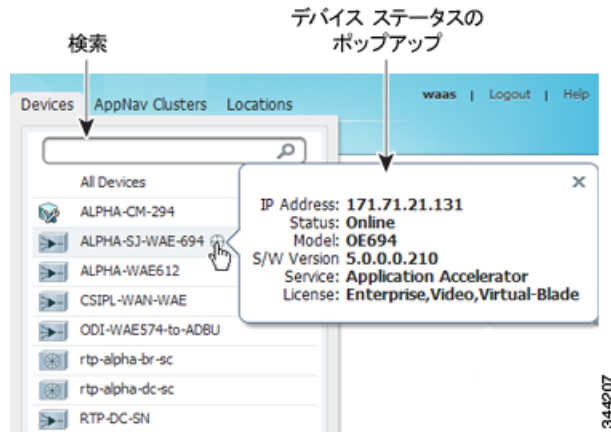 デバイス ステータスの
ポップアップ
検索
Devices AppNav Clusters Locations
waas | Logout | Help
All Devices
ALPHA-CM-294
ALPHA-SJ-WAE-694
ALPHA-WAE612
CSIPL-WAN-WAE
ODI-WAE574-to-ADBU
rtp-alpha-br-sc
rtp-alpha-dc-sc
RTP-DC-SN
IP Address: 171.71.21.131
Status: Online
Model: OE694
S/W Version 5.0.0.0.210
Service: Application Accelerator
License: Enterprise,Video,Virtual-Blade
344207